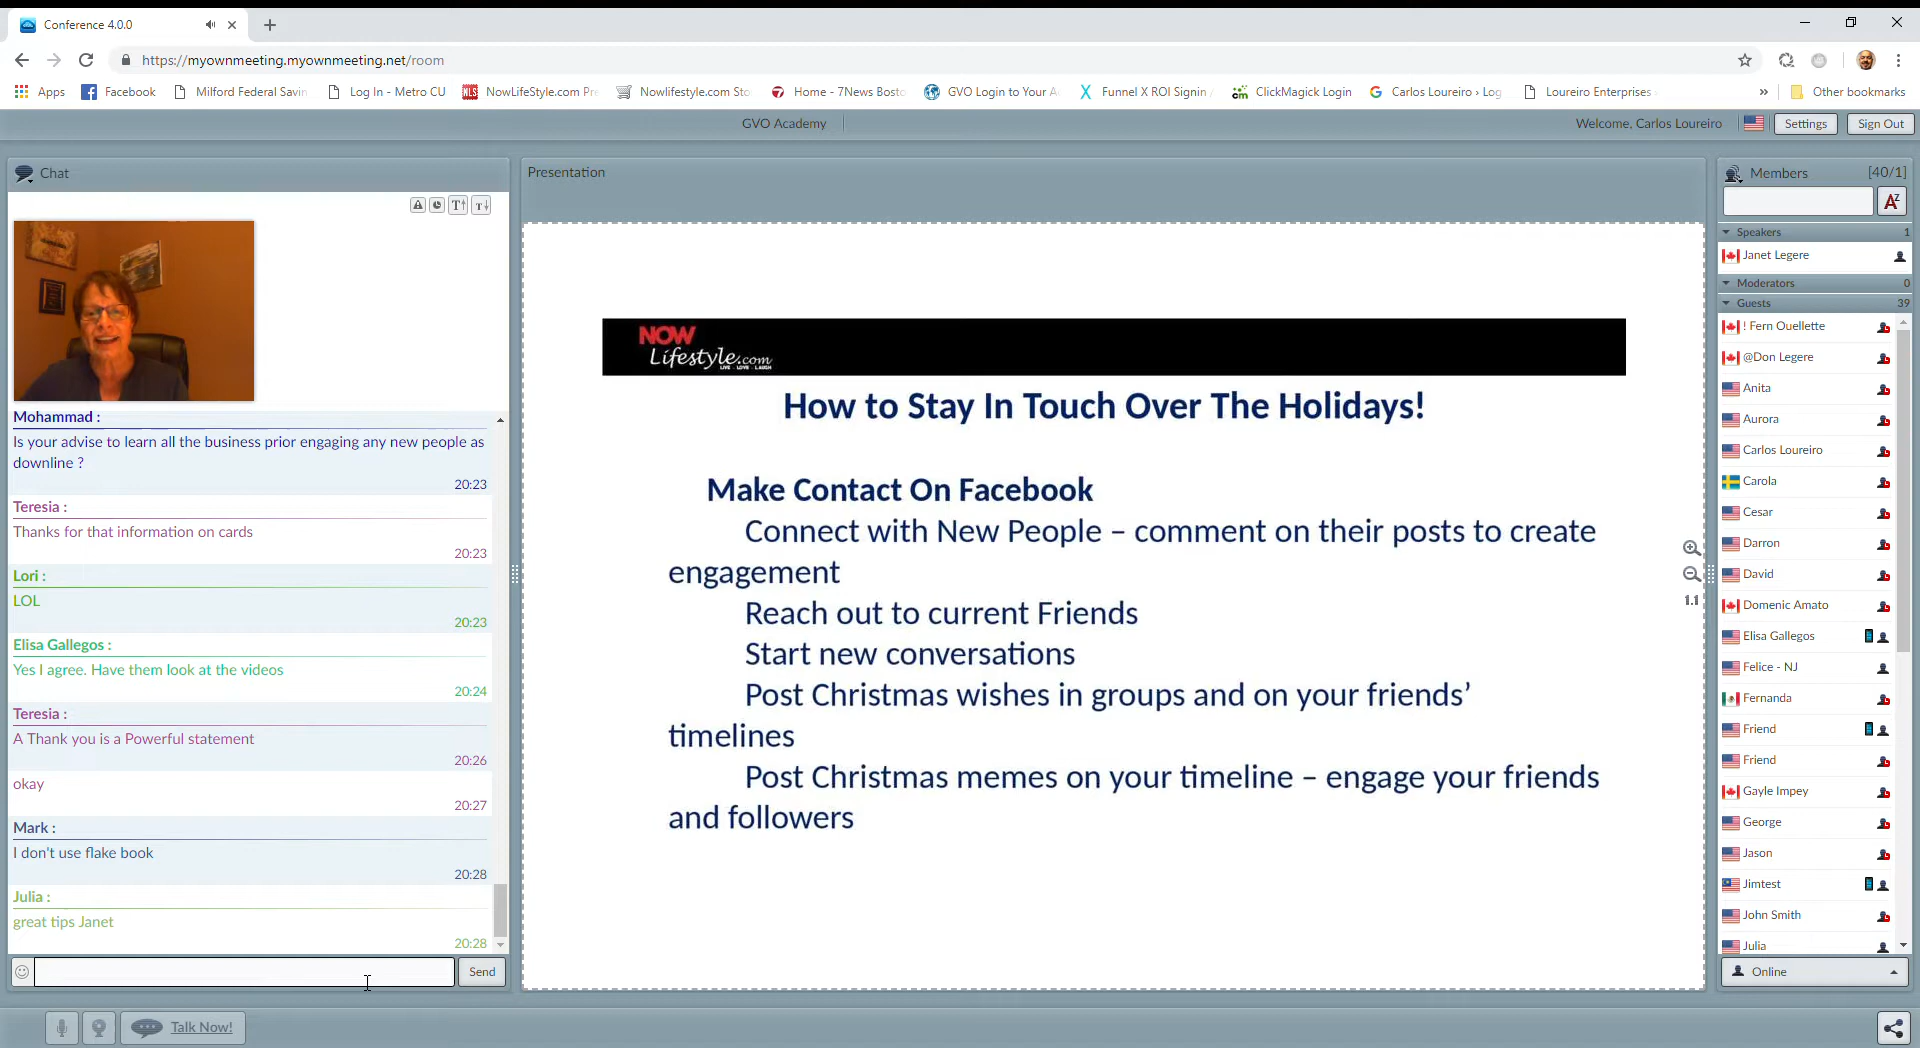 Conference 4.0.0
https://myownmeeting.myownmeeting.net/room
Apps
Facebook
Milford Federal Savin
Log In - Metro CU
NLS
NowLifeStyle.com Pre
Nowlifestyle.com Sto
Home - 7News Bosto
GVO Login to Your A
Funnel X ROI Signin /
cm
ClickMagick Login
Carlos Loureiro › Log
Loureiro Enterprises
»
Other bookmarks
GVO Academy
Welcome, Carlos Loureiro
Settings
Sign Out
Chat
Mohammad :
Is your advise to learn all the business prior engaging any new people as
downline ?
20:23
Teresia :
Thanks for that information on cards
20:23
Lori :
LOL
20:23
Elisa Gallegos :
Yes I agree. Have them look at the videos
20:24
Teresia :
A Thank you is a Powerful statement
20:26
okay
20:27
Mark :
I don't use flake book
20:28
Julia :
great tips Janet
20:28
Send
Talk Now!
Presentation
NOW
Lifestyle.com
LIVE . LOVE . LAUGH
How to Stay In Touch Over The Holidays!
Make Contact On Facebook
Connect with New People – comment on their posts to create
engagement
Reach out to current Friends
Start new conversations
Post Christmas wishes in groups and on your friends’
timelines
Post Christmas memes on your timeline – engage your friends
and followers
1.1
Members
[40/1]
Speakers 1
Janet Legere
Moderators 0
Guests 39
! Fern Ouellette
@Don Legere
Anita
Aurora
Carlos Loureiro
Carola
Cesar
Darron
David
Domenic Amato
Elisa Gallegos
Felice - NJ
Fernanda
Friend
Friend
Gayle Impey
George
Jason
Jimtest
John Smith
Julia
Online